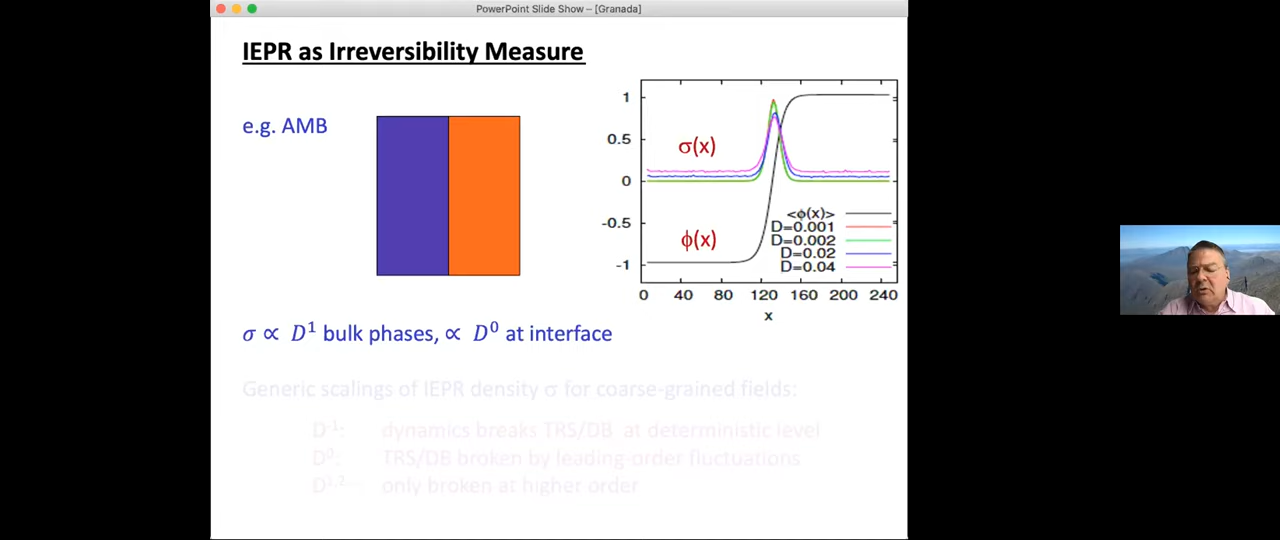 PowerPoint Slide Show – [Granada]
IEPR as Irreversibility Measure
e.g. AMB
1
0.5
0
-0.5
-1
σ(x)
ϕ(x)
<ϕ(x)>
D=0.001
D=0.002
D=0.02
D=0.04
0 40 80 120 160 200 240
x
σ ∝ D¹ bulk phases, ∝ D⁰ at interface
Generic scalings of IEPR density σ for coarse-grained fields:
D⁻¹: dynamics breaks TRS/DB at deterministic level
D⁰: TRS/DB broken by leading-order fluctuations
only broken at higher order